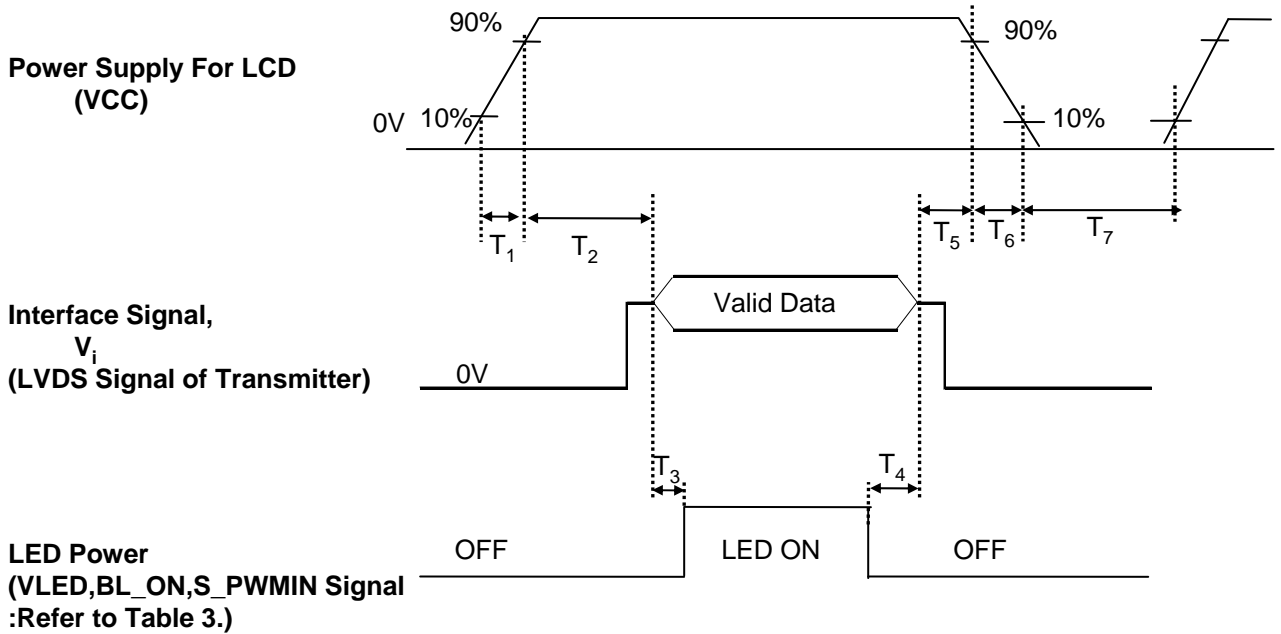 90%
90%
Power Supply For LCD
(VCC)
0V 10%
10%
T1
T2
T5
T6
T7
Valid Data
Interface Signal,
Vi
(LVDS Signal of Transmitter)
0V
T3
T4
LED Power
OFF
LED ON
OFF
(VLED,BL_ON,S_PWMIN Signal
:Refer to Table 3.)